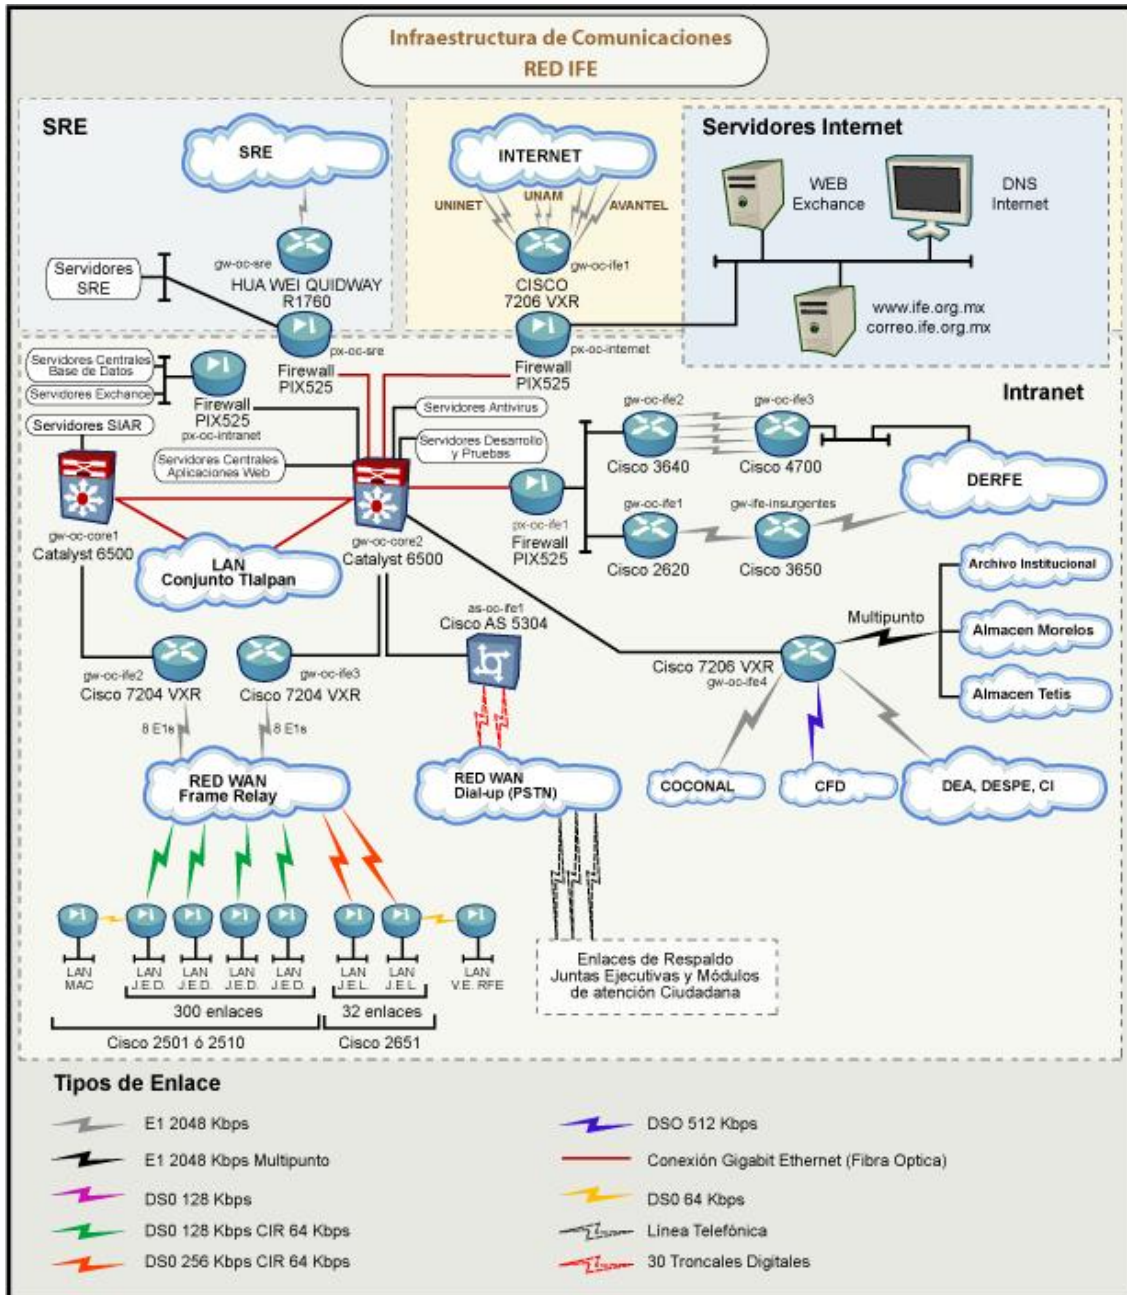 Infraestructura de Comunicaciones
RED IFE
SRE
SRE
gw-oc-sre
HUA WEI QUIDWAY
R1760
Servidores
SRE
px-oc-sre
Firewall
PIX525
INTERNET
UNINET
UNAM
AVANTEL
gw-oc-ife1
CISCO
7206 VXR
px-oc-internet
Firewall
PIX525
Servidores Internet
WEB
Exchance
DNS
Internet
www.ife.org.mx
correo.ife.org.mx
Intranet
Servidores Centrales
Base de Datos
Servidores Exchance
Firewall
PIX525
px-oc-intranet
Servidores SIAR
Servidores Centrales
Aplicaciones Web
Servidores Antivirus
Servidores Desarrollo
y Pruebas
gw-oc-core1
Catalyst 6500
LAN
Conjunto Tlalpan
gw-oc-core2
Catalyst 6500
px-oc-ife1
Firewall
PIX525
gw-oc-ife2
Cisco 3640
gw-oc-ife3
Cisco 4700
gw-oc-ife1
Cisco 2620
gw-ife-insurgentes
Cisco 3650
DERFE
Archivo Institucional
Multipunto
Almacen Morelos
Almacen Tetis
as-oc-ife1
Cisco AS 5304
Cisco 7206 VXR
gw-oc-ife4
gw-oc-ife2
Cisco 7204 VXR
gw-oc-ife3
Cisco 7204 VXR
8 E1s
8 E1s
RED WAN
Frame Relay
RED WAN
Dial-up (PSTN)
COCONAL
CFD
DEA, DESPE, CI
LAN
MAC
LAN
J.E.D.
LAN
J.E.D.
LAN
J.E.D.
LAN
J.E.D.
LAN
J.E.L.
LAN
J.E.L.
LAN
V.E. RFE
300 enlaces
32 enlaces
Cisco 2501 ó 2510
Cisco 2651
Enlaces de Respaldo
Juntas Ejecutivas y Módulos
de atención Ciudadana
Tipos de Enlace
E1 2048 Kbps
E1 2048 Kbps Multipunto
DS0 128 Kbps
DS0 128 Kbps CIR 64 Kbps
DS0 256 Kbps CIR 64 Kbps
DSO 512 Kbps
Conexión Gigabit Ethernet (Fibra Optica)
DS0 64 Kbps
Línea Telefónica
30 Troncales Digitales